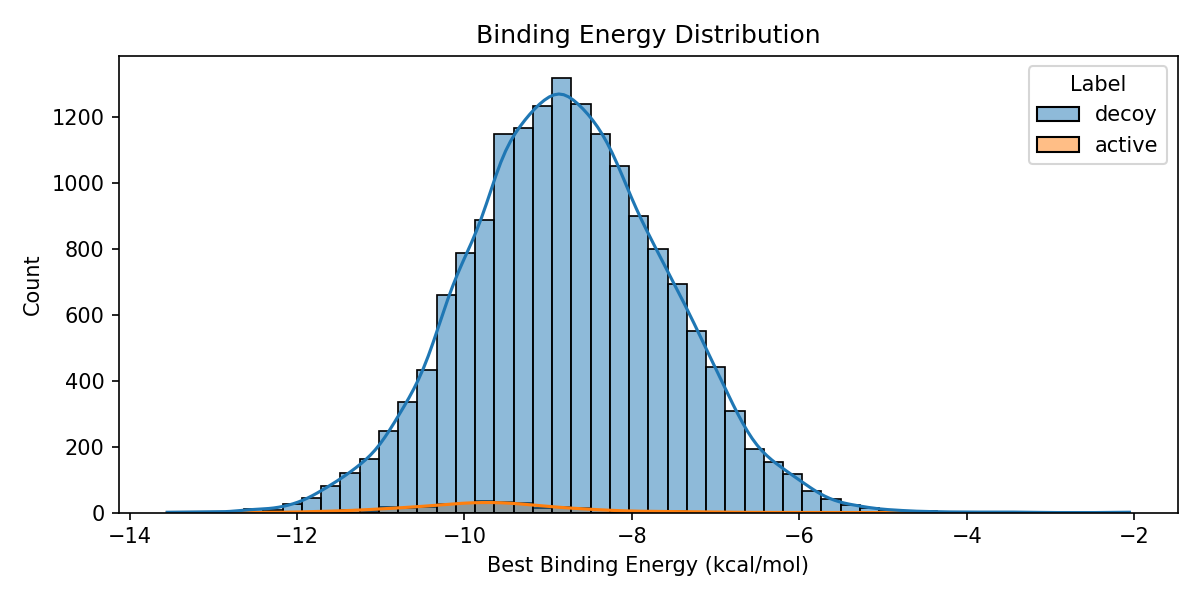 Binding Energy Distribution
Label
decoy
active
1200
1000
800
600
400
200
0
Count
−14
−12
−10
−8
−6
−4
−2
Best Binding Energy (kcal/mol)